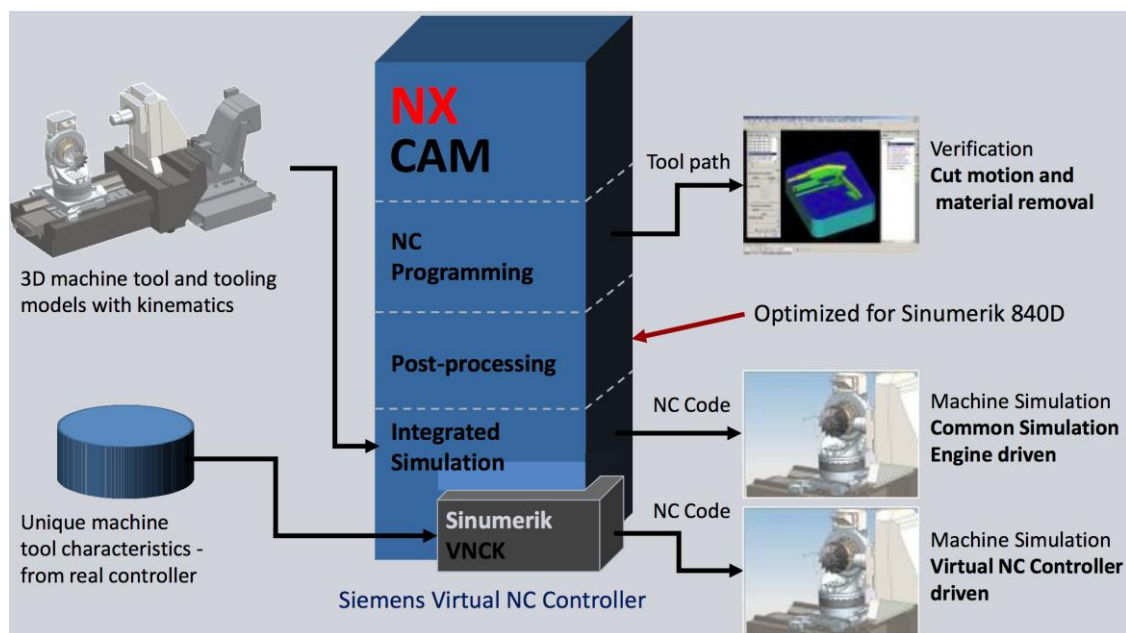 NX
CAM
NC
Programming
Post-processing
Integrated
Simulation
Sinumerik
VNCK
Siemens Virtual NC Controller
3D machine tool and tooling
models with kinematics
Unique machine
tool characteristics -
from real controller
Tool path
Verification
Cut motion and
material removal
Optimized for Sinumerik 840D
NC Code
Machine Simulation
Common Simulation
Engine driven
NC Code
Machine Simulation
Virtual NC Controller
driven